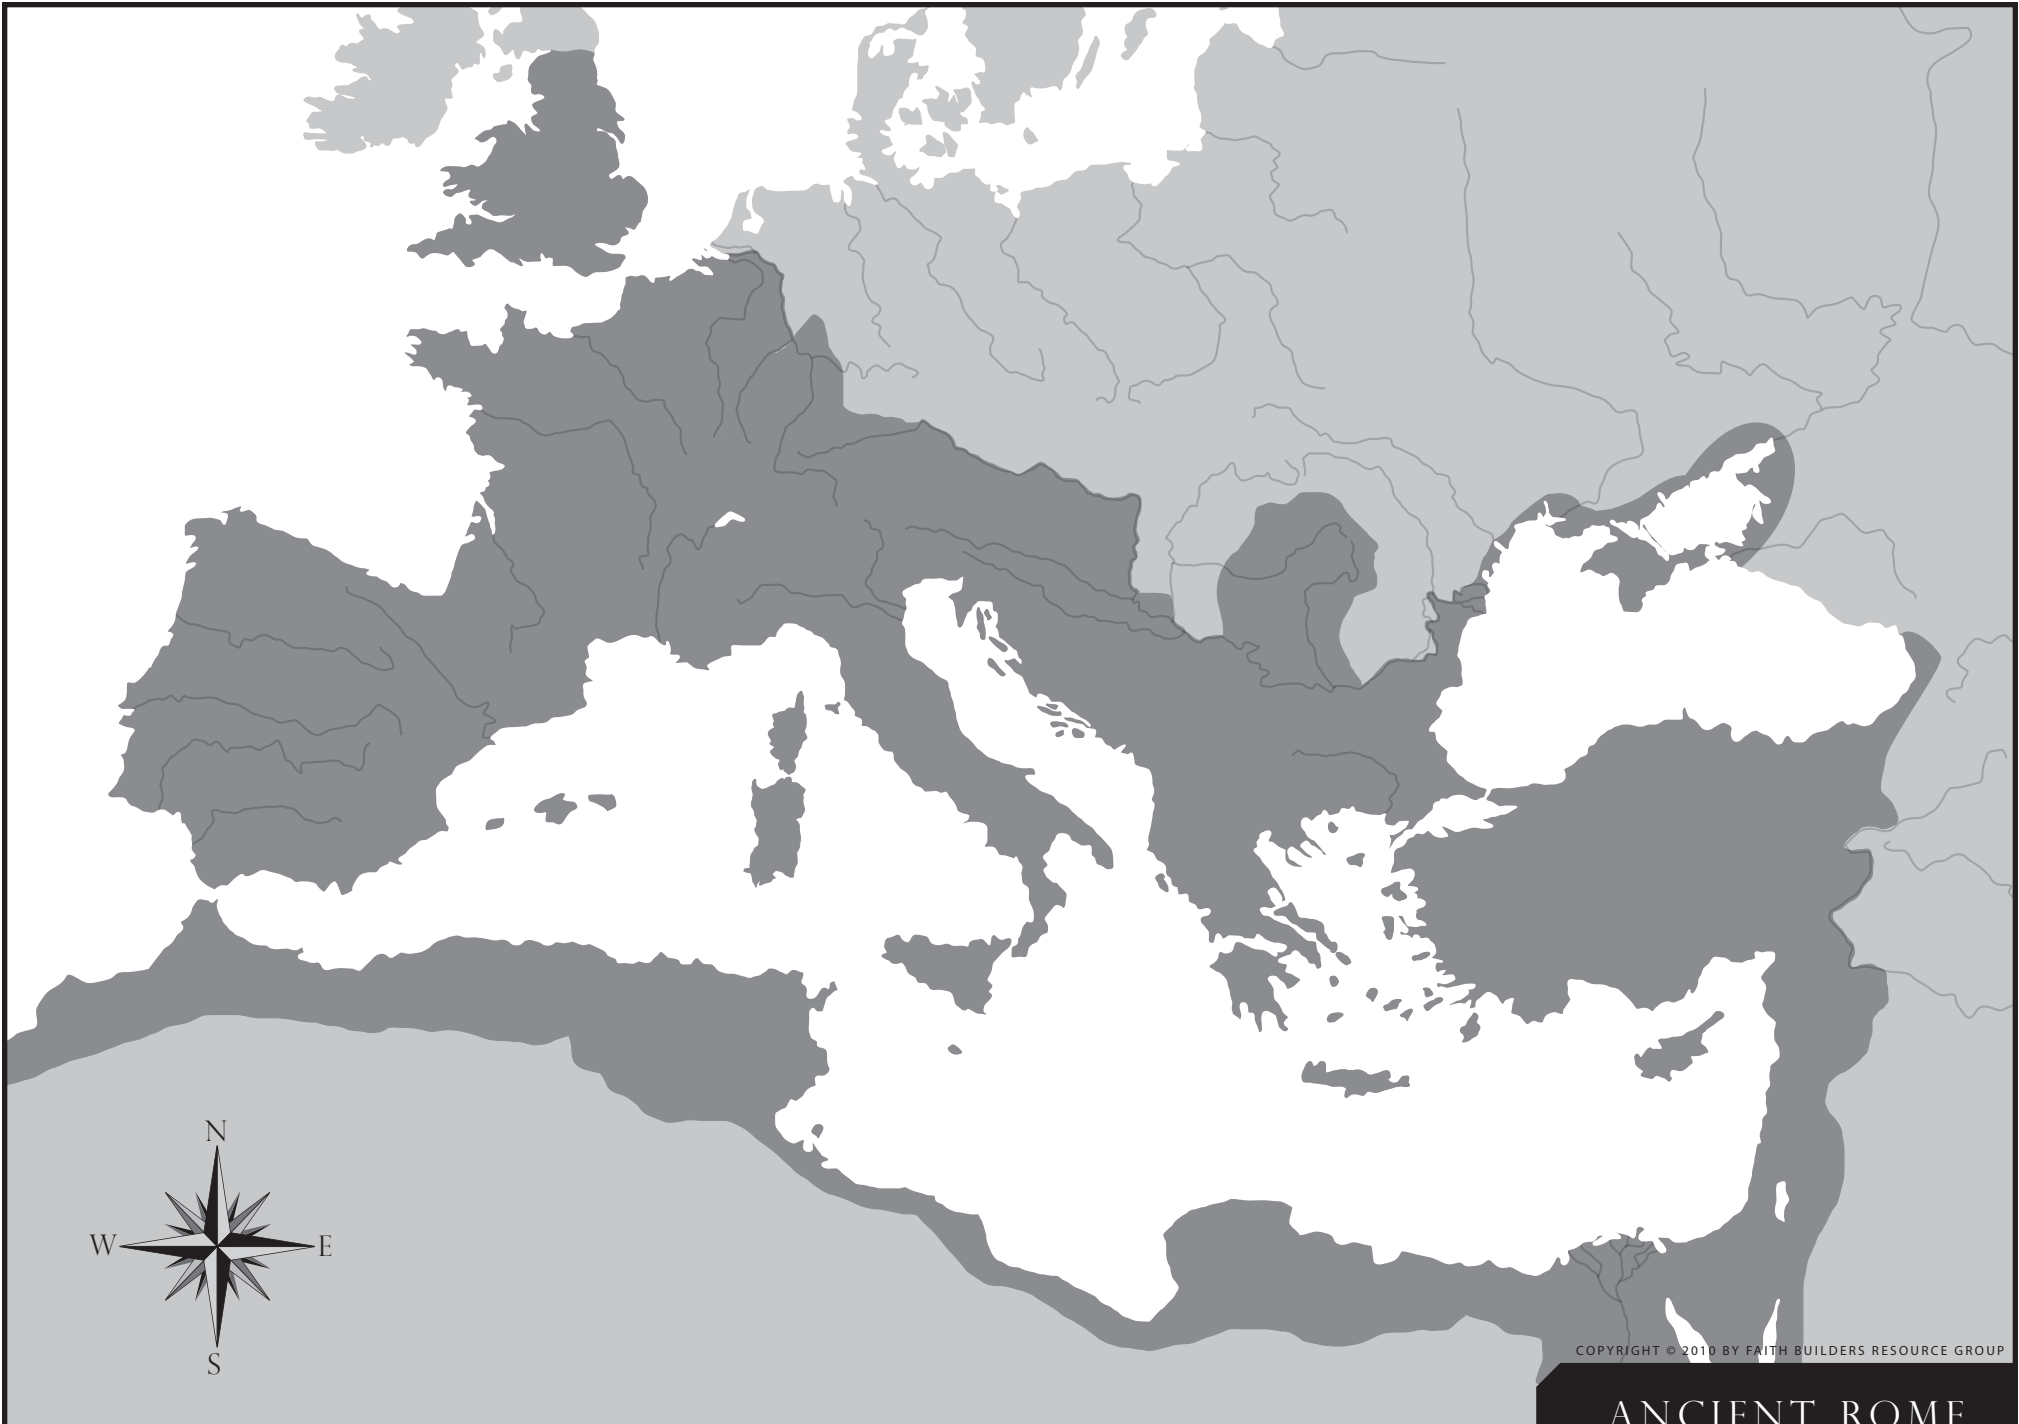 N
W E
S
COPYRIGHT © 2010 BY FAITH BUILDERS RESOURCE GROUP
ANCIENT ROME